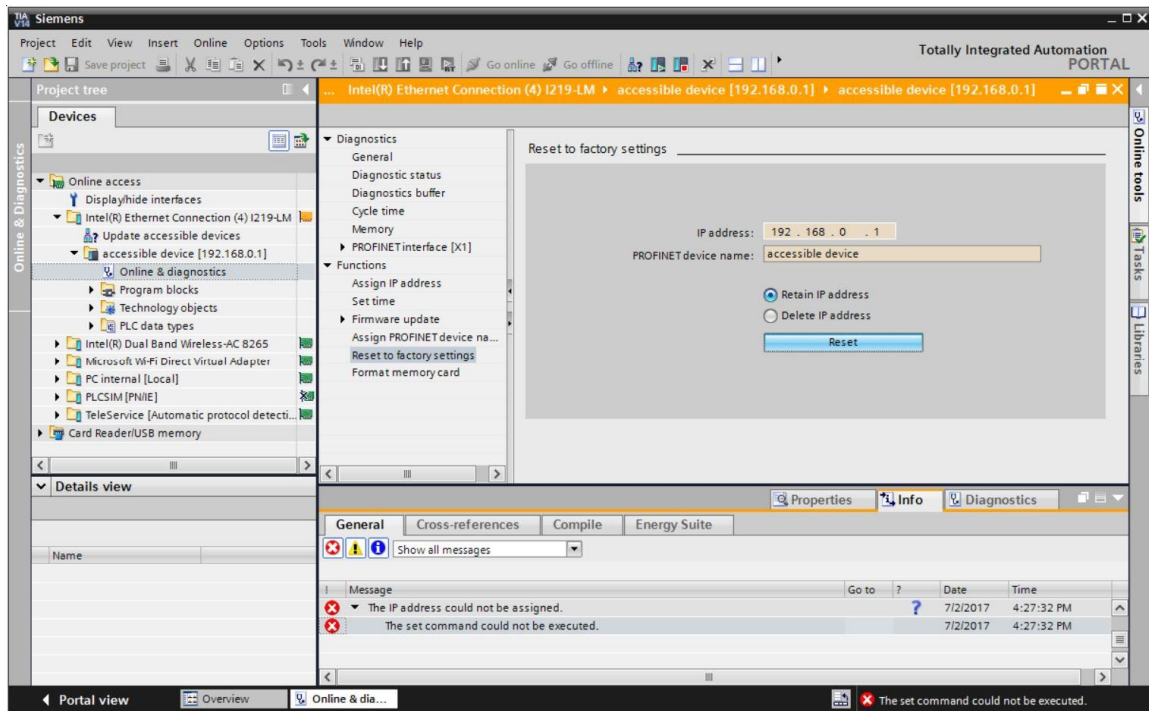 TIA V14 Siemens
Project Edit View Insert Online Options Tools Window Help
Totally Integrated Automation
PORTAL
Save project Go online Go offline
Project tree
... Intel(R) Ethernet Connection (4) I219-LM accessible device [192.168.0.1] accessible device [192.168.0.1]
Devices
Online & Diagnostics
Online access
Display/hide interfaces
Intel(R) Ethernet Connection (4) I219-LM
Update accessible devices
accessible device [192.168.0.1]
Online & diagnostics
Program blocks
Technology objects
PLC data types
Intel(R) Dual Band Wireless-AC 8265
Microsoft Wi-Fi Direct Virtual Adapter
PC internal [Local]
PLCSIM [PN/IE]
TeleService [Automatic protocol detecti...
Card Reader/USB memory
Details view
Name
Diagnostics
General
Diagnostic status
Diagnostics buffer
Cycle time
Memory
PROFINET interface [X1]
Functions
Assign IP address
Set time
Firmware update
Assign PROFINET device na...
Reset to factory settings
Format memory card
Reset to factory settings
IP address: 192 . 168 . 0 . 1
PROFINET device name: accessible device
Retain IP address
Delete IP address
Reset
Online tools
Tasks
Libraries
Properties Info Diagnostics
General Cross-references Compile Energy Suite
Show all messages
! Message Go to ? Date Time
The IP address could not be assigned. ? 7/2/2017 4:27:32 PM
The set command could not be executed. 7/2/2017 4:27:32 PM
Portal view Overview Online & dia... The set command could not be executed.